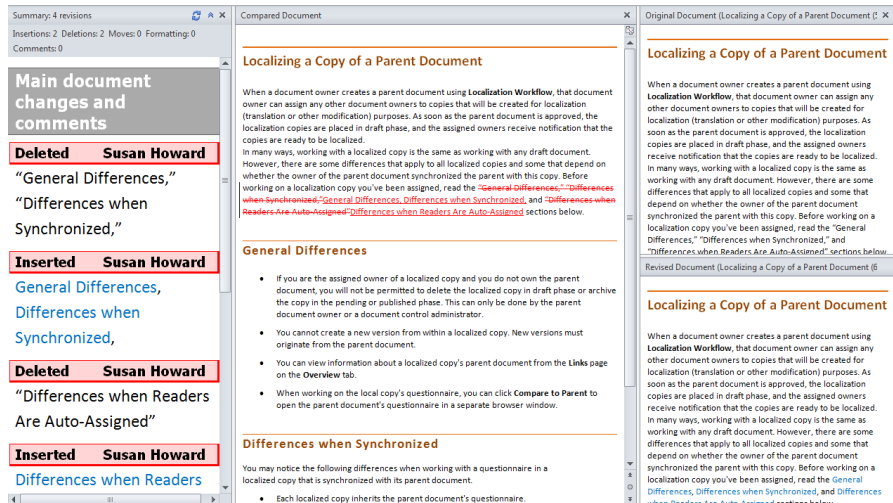 Summary: 4 revisions
Insertions: 2 Deletions: 2 Moves: 0 Formatting: 0
Comments: 0
Main document
changes and
comments
Deleted Susan Howard
“General Differences,”
“Differences when
Synchronized,”
Inserted Susan Howard
General Differences,
Differences when
Synchronized,
Deleted Susan Howard
“Differences when Readers
Are Auto-Assigned”
Inserted Susan Howard
Differences when Readers
Compared Document
Localizing a Copy of a Parent Document
When a document owner creates a parent document using Localization Workflow, that document
owner can assign any other document owners to copies that will be created for localization
(translation or other modification) purposes. As soon as the parent document is approved, the
localization copies are placed in draft phase, and the assigned owners receive notification that the
copies are ready to be localized.
In many ways, working with a localized copy is the same as working with any draft document.
However, there are some differences that apply to all localized copies and some that depend on
whether the owner of the parent document synchronized the parent with this copy. Before
working on a localization copy you've been assigned, read the “General Differences,” “Differences
when Synchronized,”General Differences, Differences when Synchronized, and “Differences when
Readers Are Auto-Assigned”Differences when Readers Are Auto-Assigned sections below.
General Differences
• If you are the assigned owner of a localized copy and you do not own the parent
document, you will not be permitted to delete the localized copy in draft phase or archive
the copy in the pending or published phase. This can only be done by the parent
document owner or a document control administrator.
• You cannot create a new version from within a localized copy. New versions must
originate from the parent document.
• You can view information about a localized copy's parent document from the Links page
on the Overview tab.
• When working on the local copy's questionnaire, you can click Compare to Parent to
open the parent document's questionnaire in a separate browser window.
Differences when Synchronized
You may notice the following differences when working with a questionnaire in a
localized copy that is synchronized with its parent document.
• Each localized copy inherits the parent document's questionnaire.
Original Document (Localizing a Copy of a Parent Document (5
Localizing a Copy of a Parent Document
When a document owner creates a parent document using
Localization Workflow, that document owner can assign any
other document owners to copies that will be created for
localization (translation or other modification) purposes. As
soon as the parent document is approved, the localization
copies are placed in draft phase, and the assigned owners
receive notification that the copies are ready to be localized.
In many ways, working with a localized copy is the same as
working with any draft document. However, there are some
differences that apply to all localized copies and some that
depend on whether the owner of the parent document
synchronized the parent with this copy. Before working on a
localization copy you've been assigned, read the “General
Differences,” “Differences when Synchronized,” and
“Differences when Readers Are Auto-Assigned” sections below.
Revised Document (Localizing a Copy of a Parent Document (6
Localizing a Copy of a Parent Document
When a document owner creates a parent document using
Localization Workflow, that document owner can assign any
other document owners to copies that will be created for
localization (translation or other modification) purposes. As
soon as the parent document is approved, the localization
copies are placed in draft phase, and the assigned owners
receive notification that the copies are ready to be localized.
In many ways, working with a localized copy is the same as
working with any draft document. However, there are some
differences that apply to all localized copies and some that
depend on whether the owner of the parent document
synchronized the parent with this copy. Before working on a
localization copy you've been assigned, read the General
Differences, Differences when Synchronized, and Differences
when Readers Are Auto-Assigned sections below.